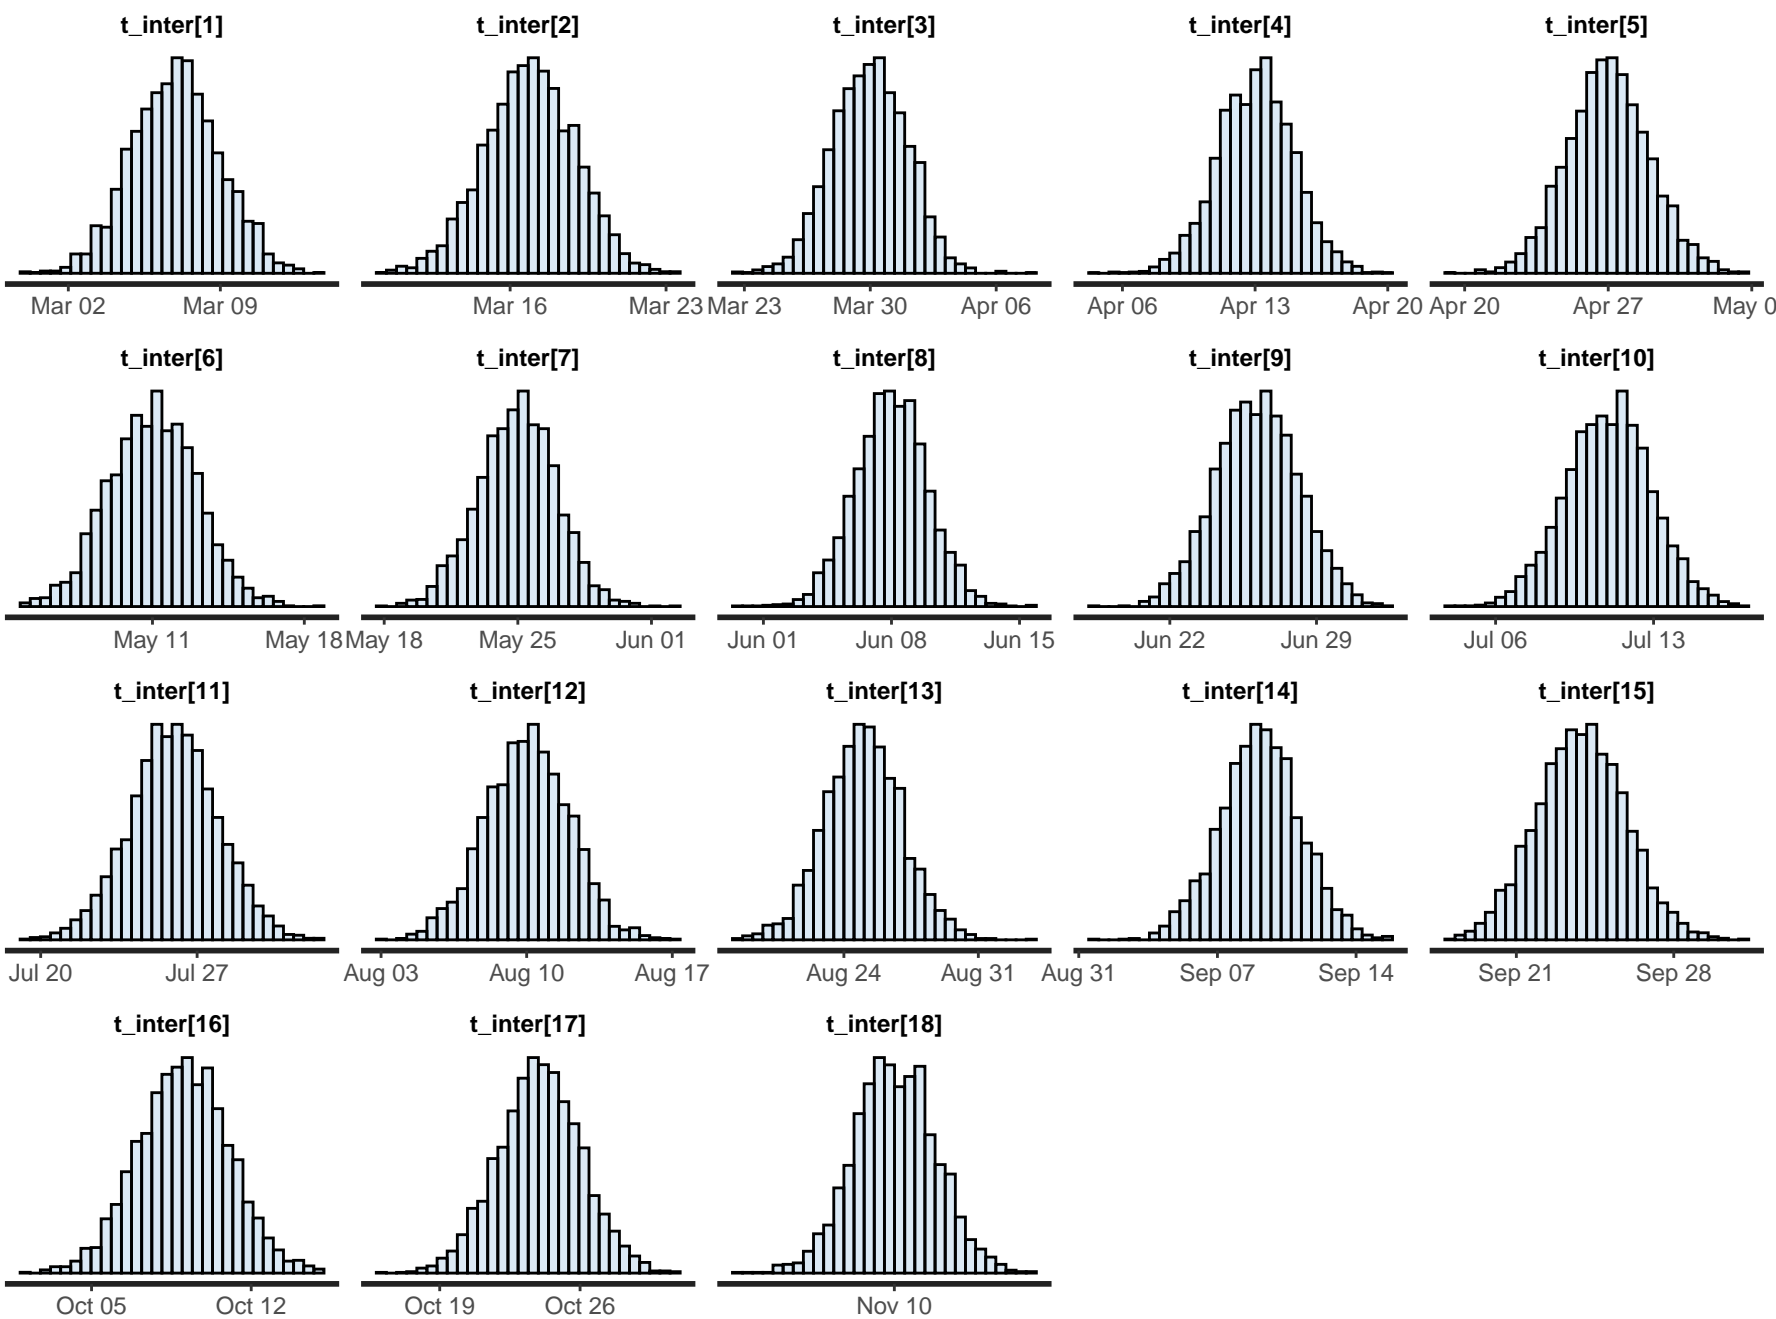 t_inter[1] t_inter[2] t_inter[3] t_inter[4] t_inter[5]
Mar 02 Mar 09 Mar 16 Mar 23 Mar 23 Mar 30 Apr 06 Apr 06 Apr 13 Apr 20 Apr 20 Apr 27 May 0
t_inter[6] t_inter[7] t_inter[8] t_inter[9] t_inter[10]
May 11 May 18 May 18 May 25 Jun 01 Jun 01 Jun 08 Jun 15 Jun 22 Jun 29 Jul 06 Jul 13
t_inter[11] t_inter[12] t_inter[13] t_inter[14] t_inter[15]
Jul 20 Jul 27 Aug 03 Aug 10 Aug 17 Aug 24 Aug 31 Aug 31 Sep 07 Sep 14 Sep 21 Sep 28
t_inter[16] t_inter[17] t_inter[18]
Oct 05 Oct 12 Oct 19 Oct 26 Nov 10